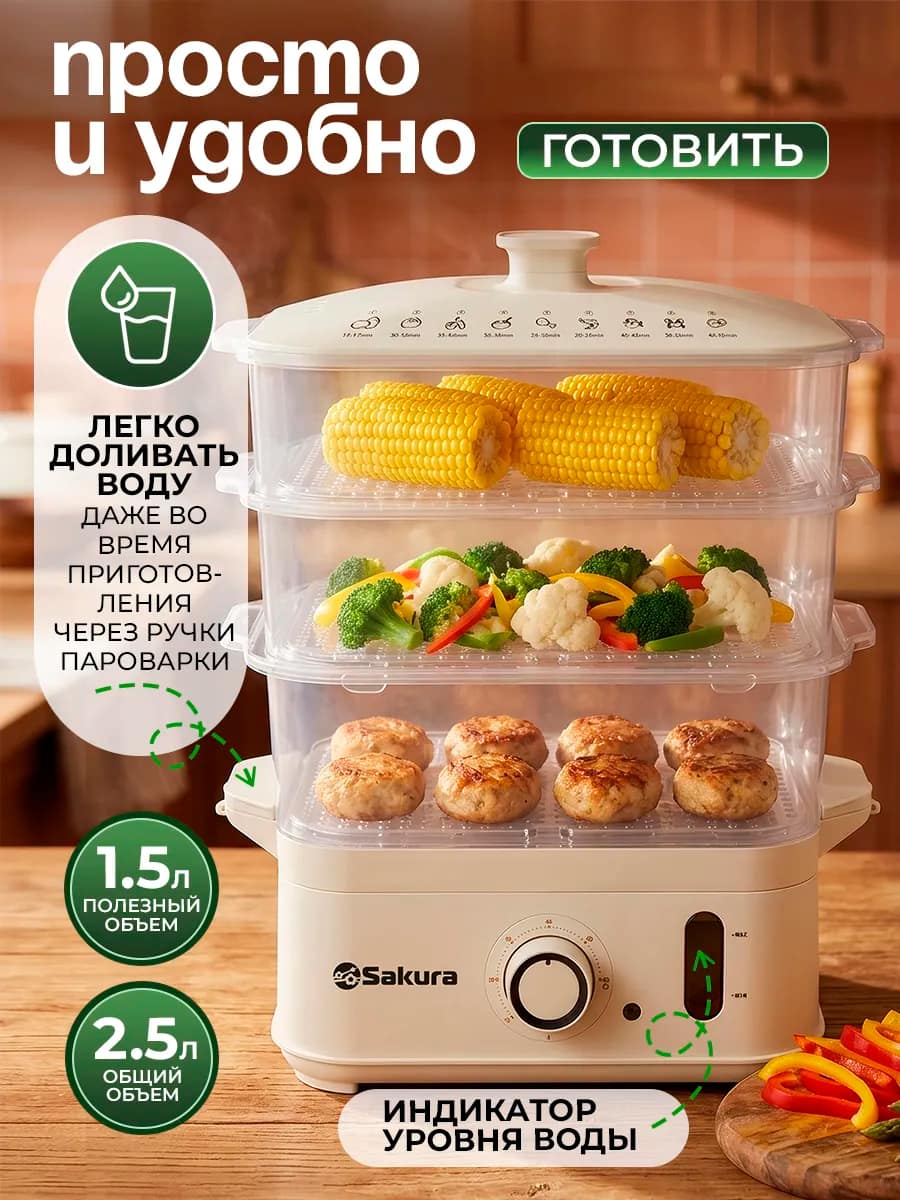 просто
и удобно
ГОТОВИТЬ
ЛЕГКО
ДОЛИВАТЬ
ВОДУ
ДАЖЕ ВО
ВРЕМЯ
ПРИГОТОВ-
ЛЕНИЯ
ЧЕРЕЗ РУЧКИ
ПАРОВАРКИ
1.5л
ПОЛЕЗНЫЙ
ОБЪЕМ
2.5л
ОБЩИЙ
ОБЪЕМ
Sakura
ИНДИКАТОР
УРОВНЯ ВОДЫ